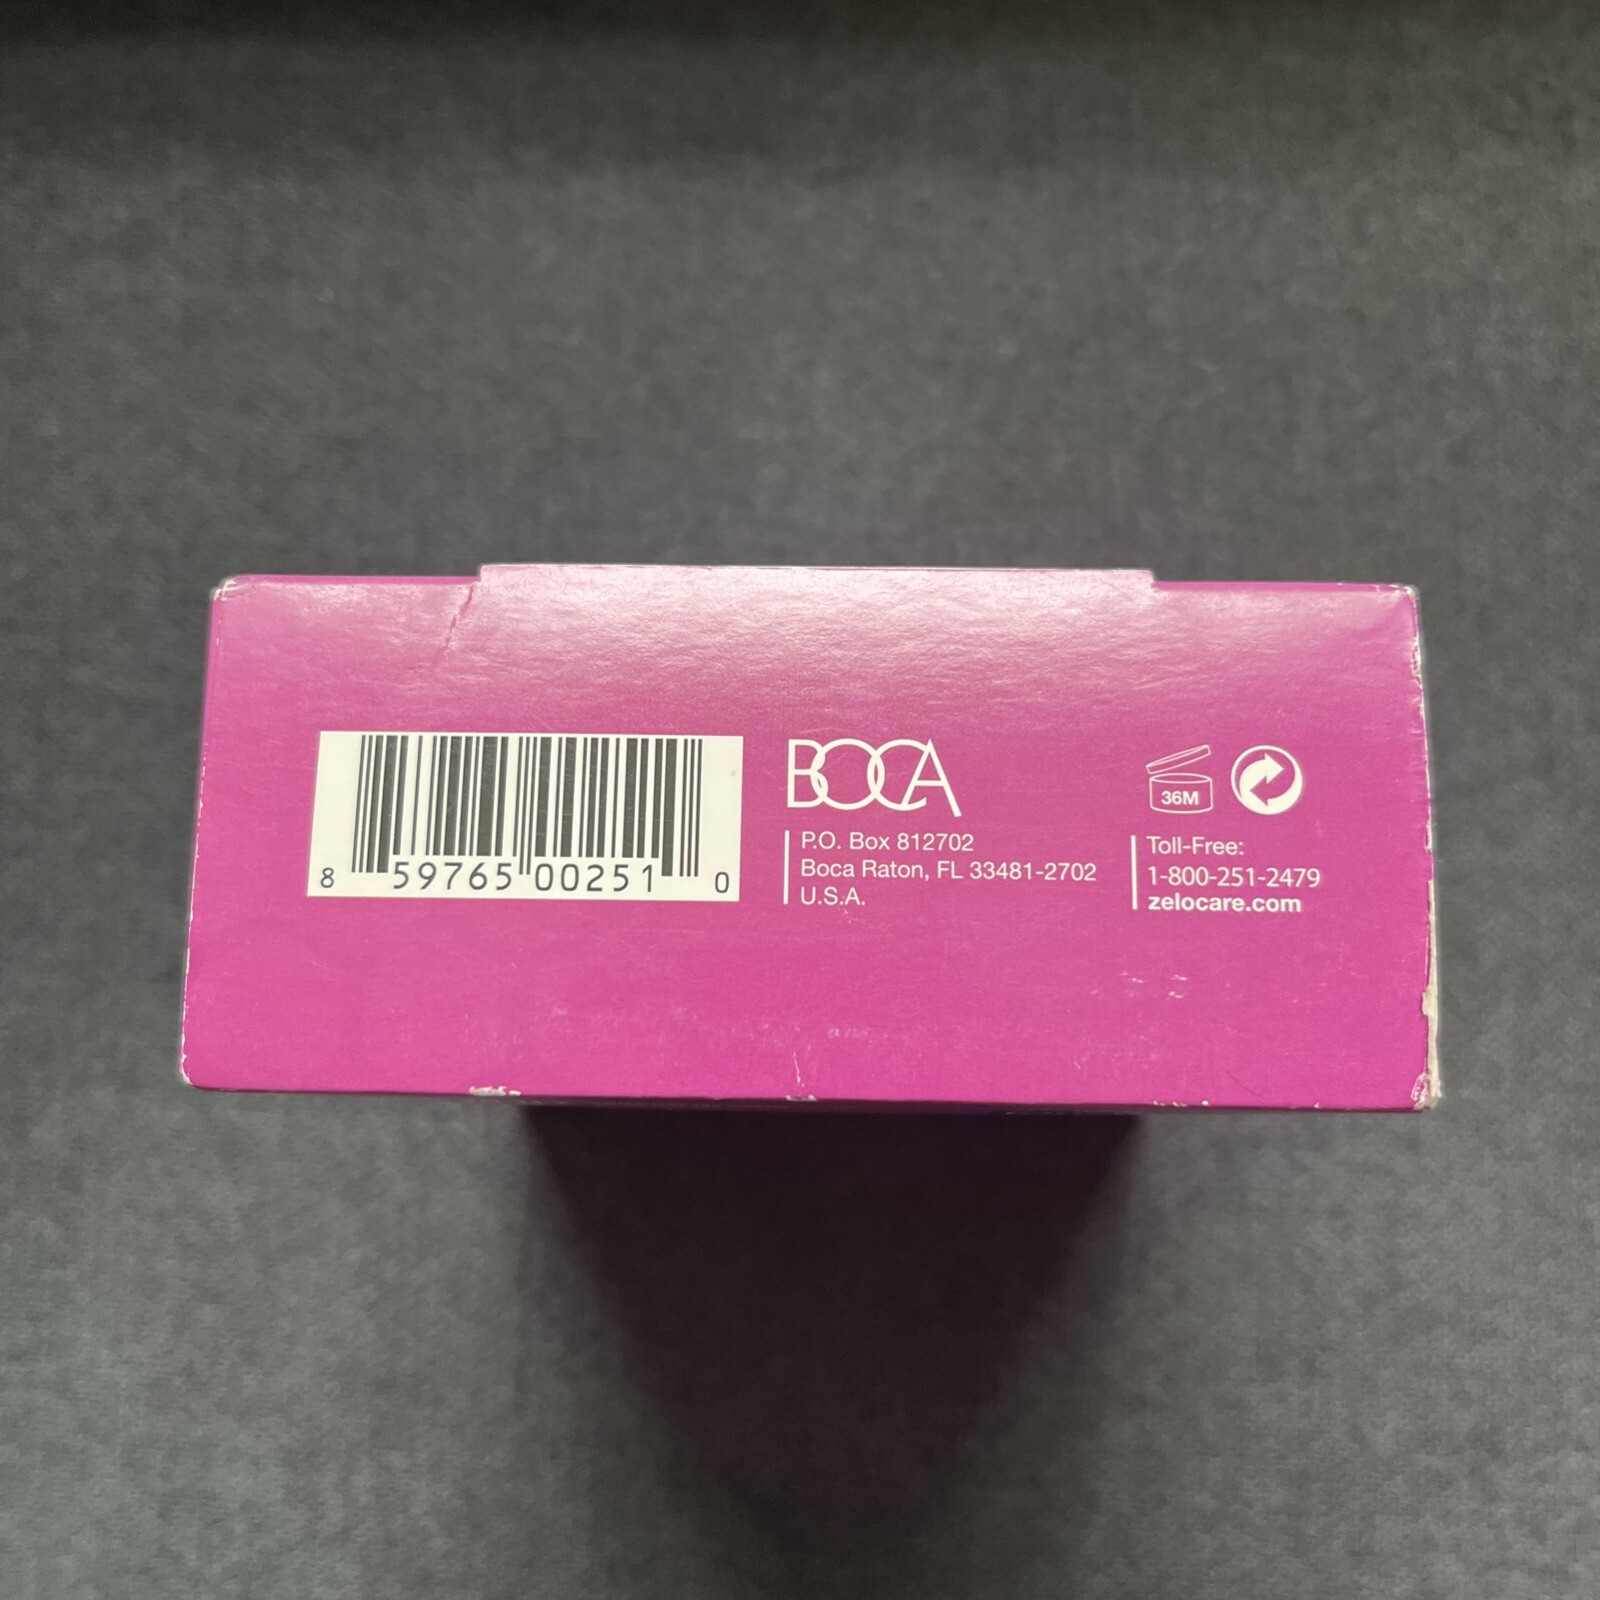 8 59765 00251 0
BOCA
P.O. Box 812702
Boca Raton, FL 33481-2702
U.S.A.
36M
Toll-Free:
1-800-251-2479
zelocare.com